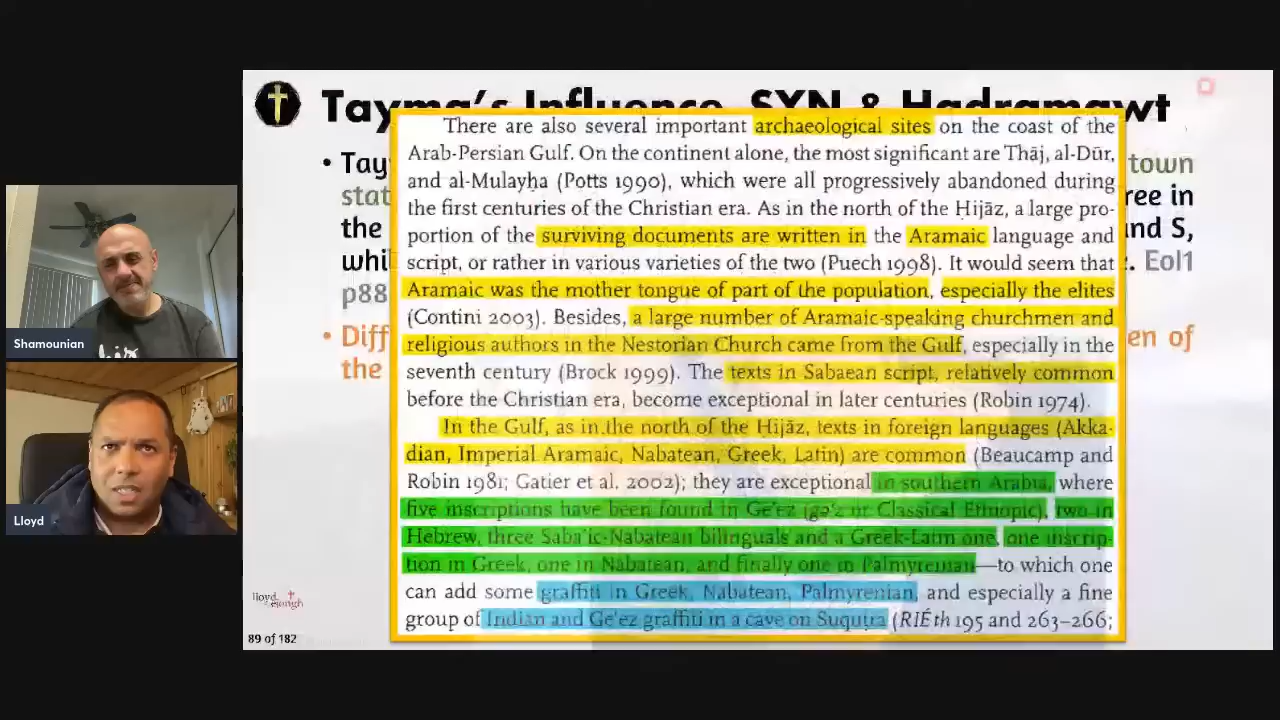 Tayma's Influence, SYN & Hadramawt
• Tay
town
stat
ree in
the
nd S,
whil
. EoI1
p88
• Diff
en of
the
There are also several important archaeological sites on the coast of the
Arab-Persian Gulf. On the continent alone, the most significant are Thāj, al-Dūr,
and al-Mulayḥa (Potts 1990), which were all progressively abandoned during
the first centuries of the Christian era. As in the north of the Ḥijāz, a large pro-
portion of the surviving documents are written in the Aramaic language and
script, or rather in various varieties of the two (Puech 1998). It would seem that
Aramaic was the mother tongue of part of the population, especially the elites
(Contini 2003). Besides, a large number of Aramaic-speaking churchmen and
religious authors in the Nestorian Church came from the Gulf, especially in the
seventh century (Brock 1999). The texts in Sabaean script, relatively common
before the Christian era, become exceptional in later centuries (Robin 1974).
In the Gulf, as in the north of the Ḥijāz, texts in foreign languages (Akka-
dian, Imperial Aramaic, Nabatean, Greek, Latin) are common (Beaucamp and
Robin 1981; Gatier et al. 2002); they are exceptional in southern Arabia, where
five inscriptions have been found in Geʿez (gəʿz or Classical Ethiopic), two in
Hebrew, three Sabaʾic-Nabatean bilinguals and a Greek-Latin one, one inscrip-
tion in Greek, one in Nabatean, and finally one in Palmyrenian—to which one
can add some graffiti in Greek, Nabatean, Palmyrenian, and especially a fine
group of Indian and Geʿez graffiti in a cave on Suquṭra (RIÉth 195 and 263–266;
Shamounian
Lloyd
lloyd
de jongh
89 of 182